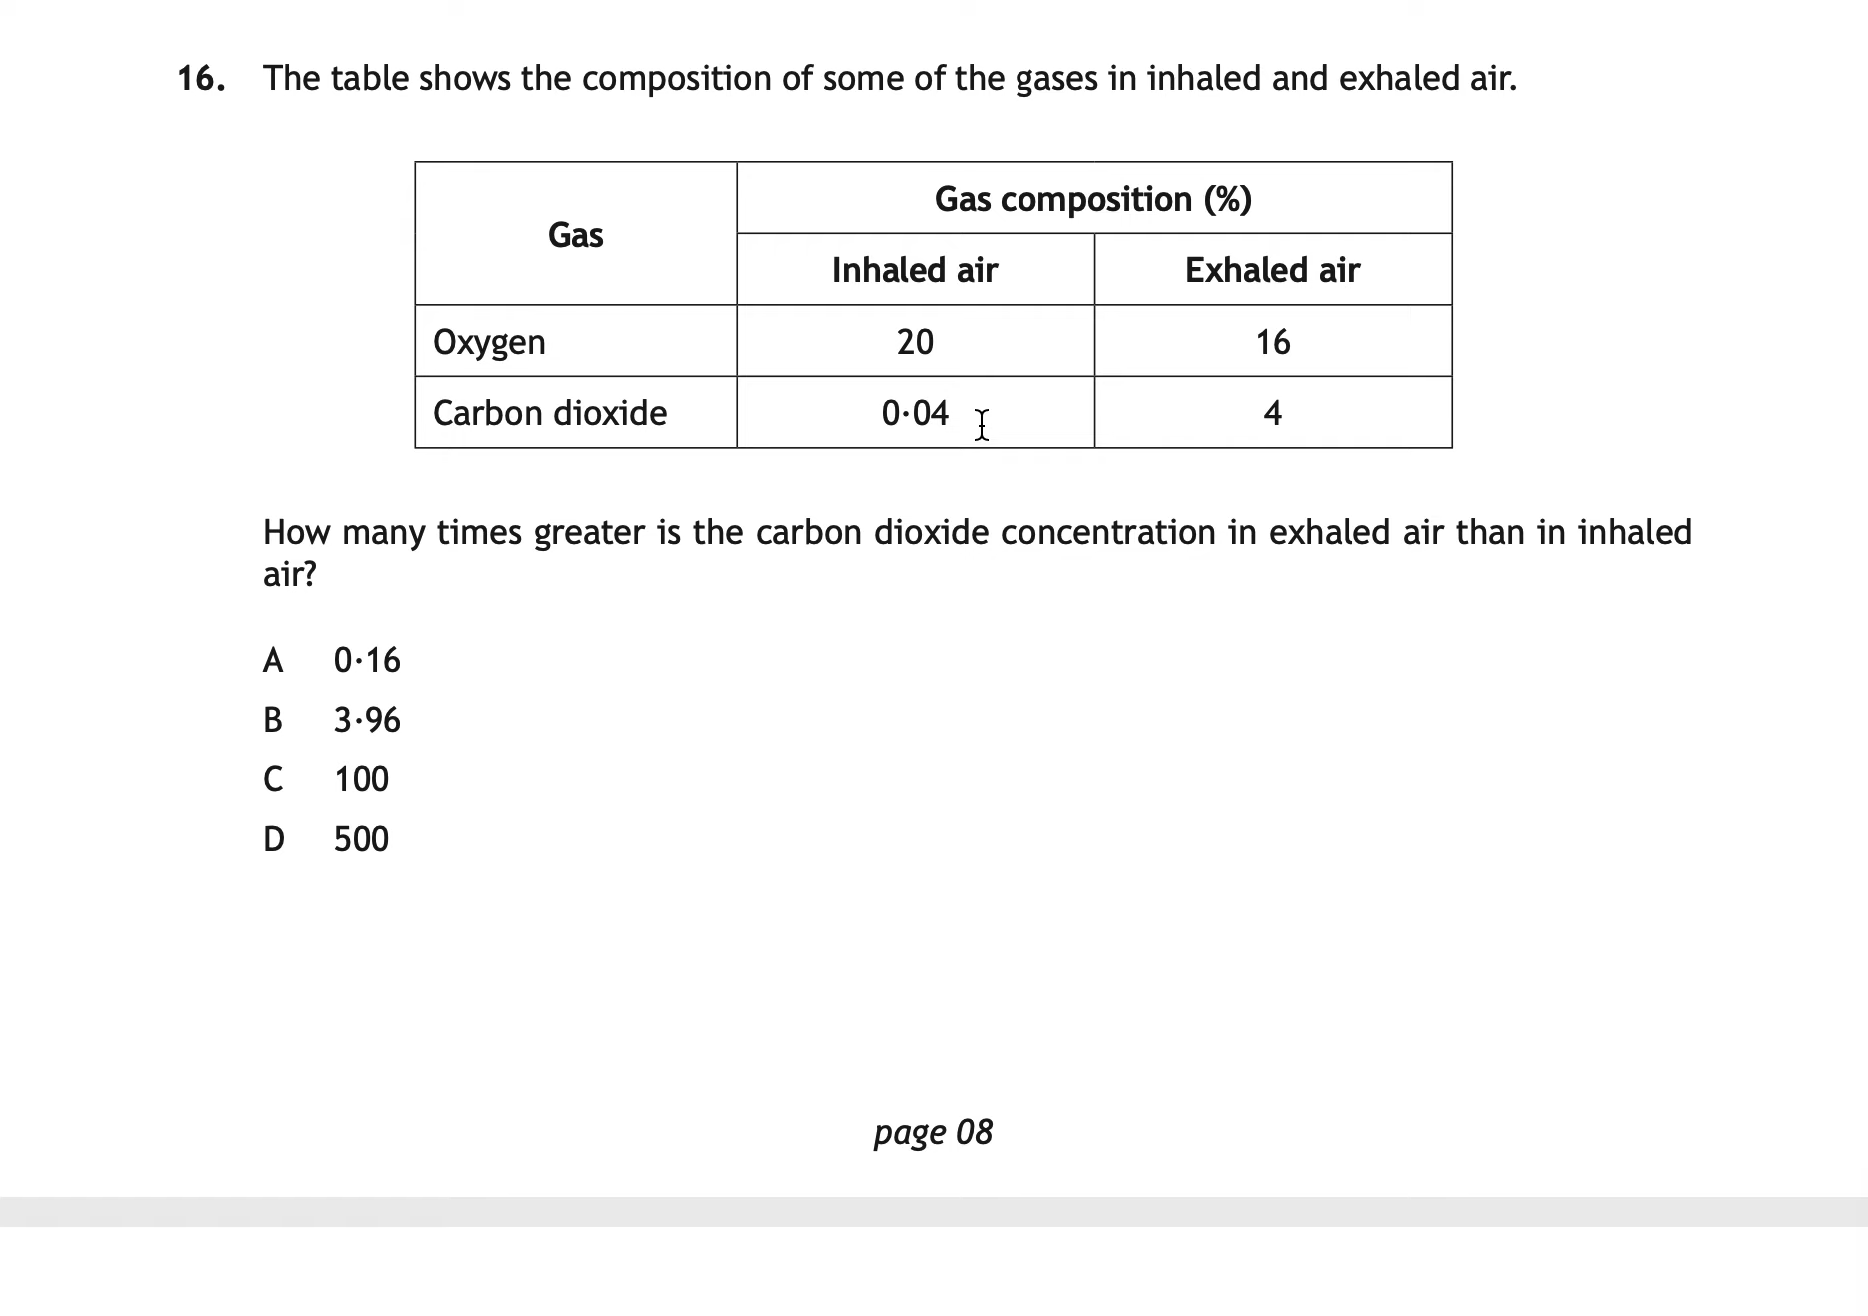 16. The table shows the composition of some of the gases in inhaled and exhaled air.
Gas
Gas composition (%)
Inhaled air Exhaled air
Oxygen 20 16
Carbon dioxide 0·04 4
How many times greater is the carbon dioxide concentration in exhaled air than in inhaled
air?
A 0·16
B 3·96
C 100
D 500
page 08